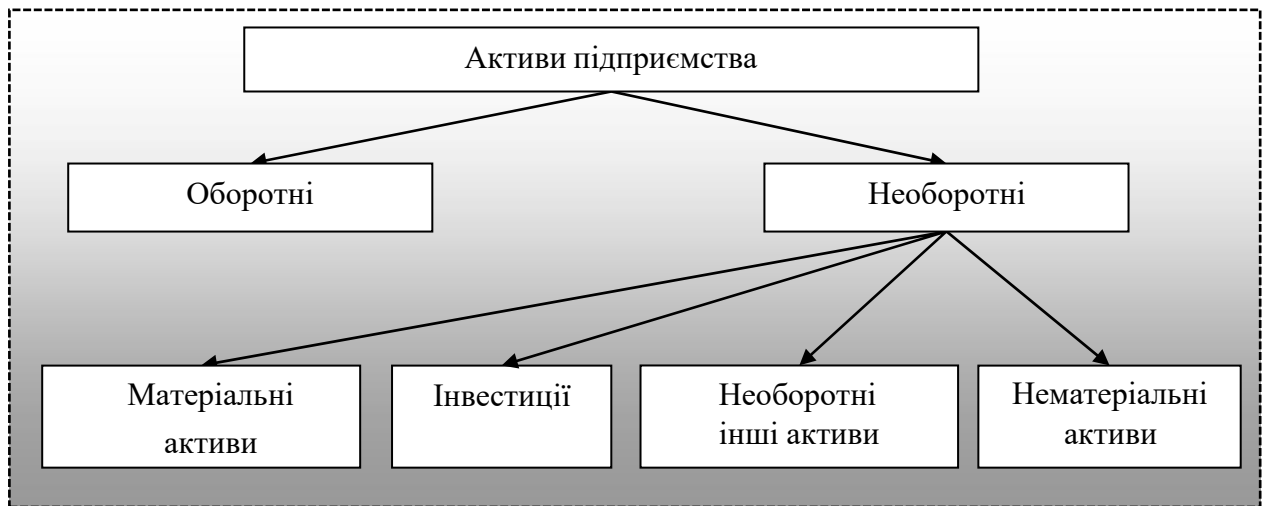 Активи підприємства
Оборотні
Необоротні
Матеріальні
активи
Інвестиції
Необоротні
інші активи
Нематеріальні
активи